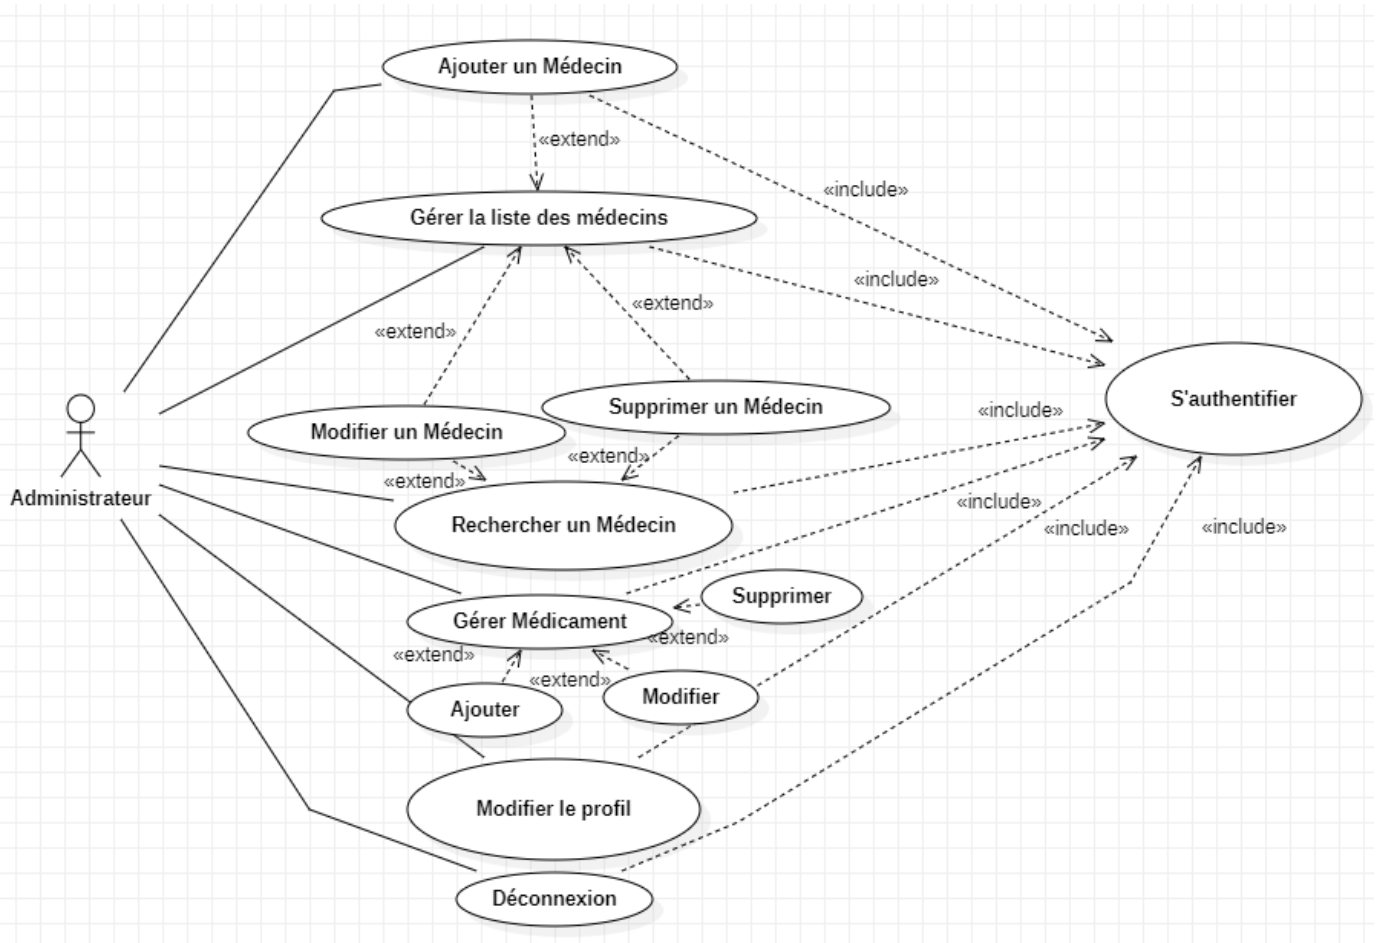 Ajouter un Médecin
«extend»
«include»
Gérer la liste des médecins
«include»
«extend»
«extend»
S'authentifier
Supprimer un Médecin
«include»
Modifier un Médecin
«extend»
«extend»
Administrateur
«include»
Rechercher un Médecin
«include»
«include»
Supprimer
Gérer Médicament
«extend»
«extend»
«extend»
Modifier
Ajouter
Modifier le profil
Déconnexion